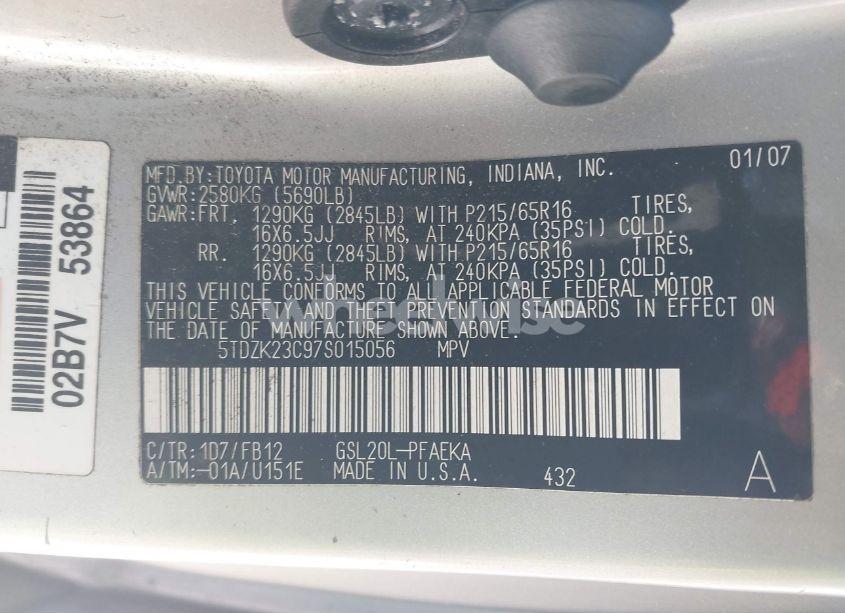 MFD.BY:TOYOTA MOTOR MANUFACTURING, INDIANA, INC. 01/07
GVWR:2580KG (5690LB)
GAWR:FRT, 1290KG (2845LB) WITH P215/65R16 TIRES,
16X6.5JJ RIMS, AT 240KPA (35PSI) COLD.
RR. 1290KG (2845LB) WITH P215/65R16 TIRES,
16X6.5JJ RIMS, AT 240KPA (35PSI) COLD.
THIS VEHICLE CONFORMS TO ALL APPLICABLE FEDERAL MOTOR
VEHICLE SAFETY AND THEFT PREVENTION STANDARDS IN EFFECT ON
THE DATE OF MANUFACTURE SHOWN ABOVE.
5TDZK23C97S015056 MPV
C/TR:1D7/FB12 GSL20L-PFAEKA
A/TM:-01A/U151E MADE IN U.S.A. 432 A
02B7V 53864